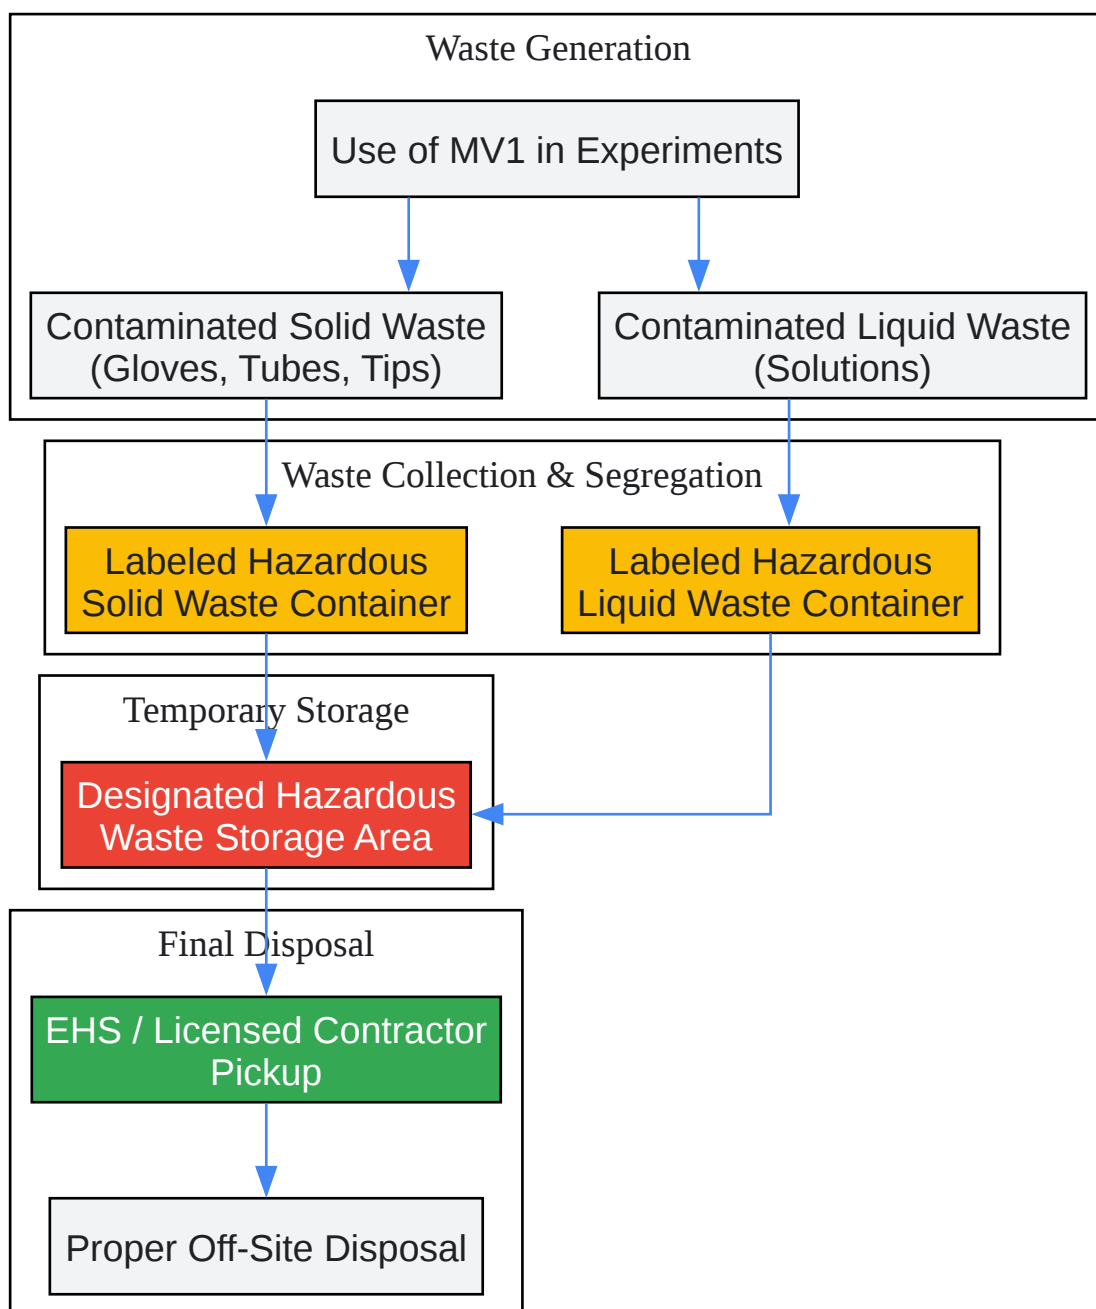 Waste Generation
Use of MV1 in Experiments
Contaminated Solid Waste
(Gloves, Tubes, Tips)
Contaminated Liquid Waste
(Solutions)
Waste Collection & Segregation
Labeled Hazardous
Solid Waste Container
Labeled Hazardous
Liquid Waste Container
Temporary Storage
Designated Hazardous
Waste Storage Area
Final Disposal
EHS / Licensed Contractor
Pickup
Proper Off-Site Disposal